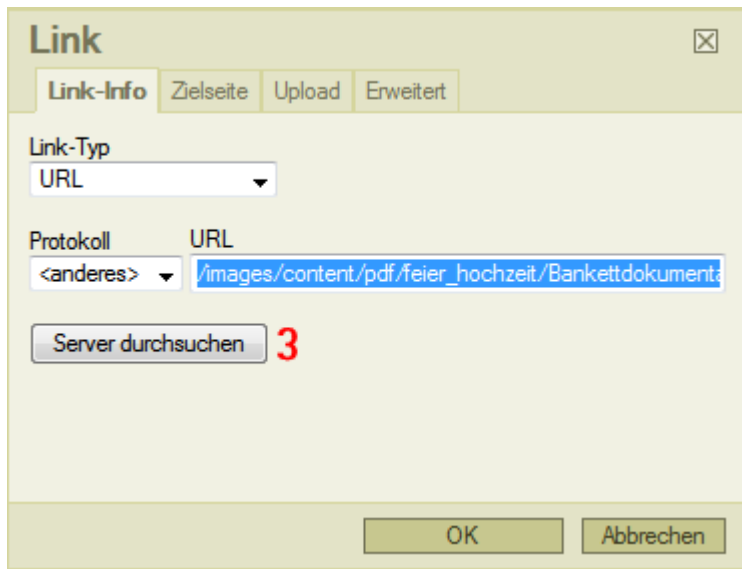 Link
Link-Info Zielseite Upload Erweitert
Link-Typ
URL
Protokoll URL
<anderes> /images/content/pdf/feier_hochzeit/Bankettdokumenta
Server durchsuchen 3
OK Abbrechen